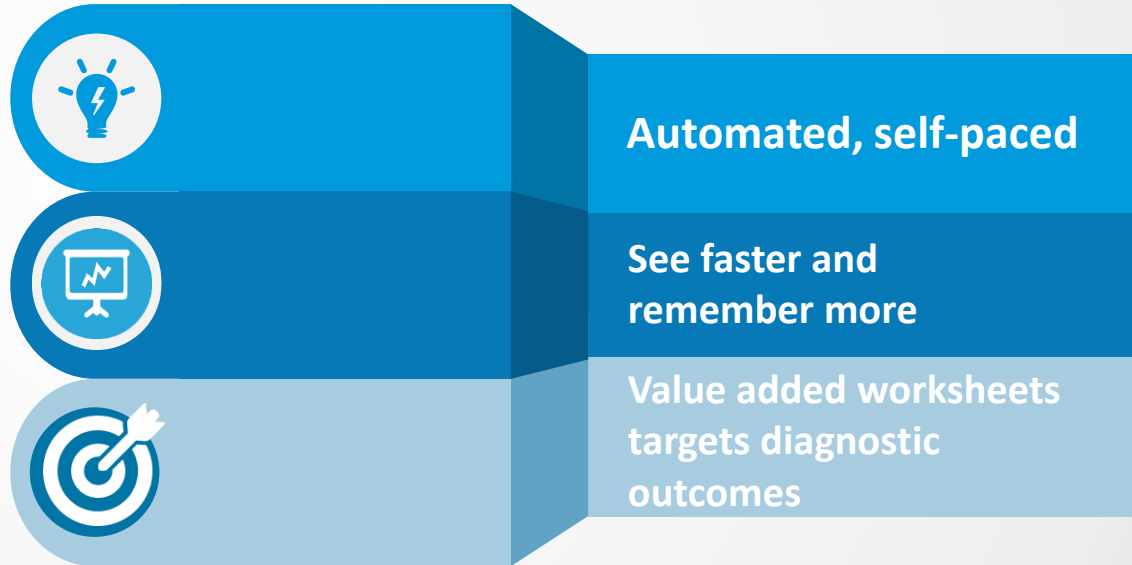 Automated, self-paced
See faster and
remember more
Value added worksheets
targets diagnostic
outcomes